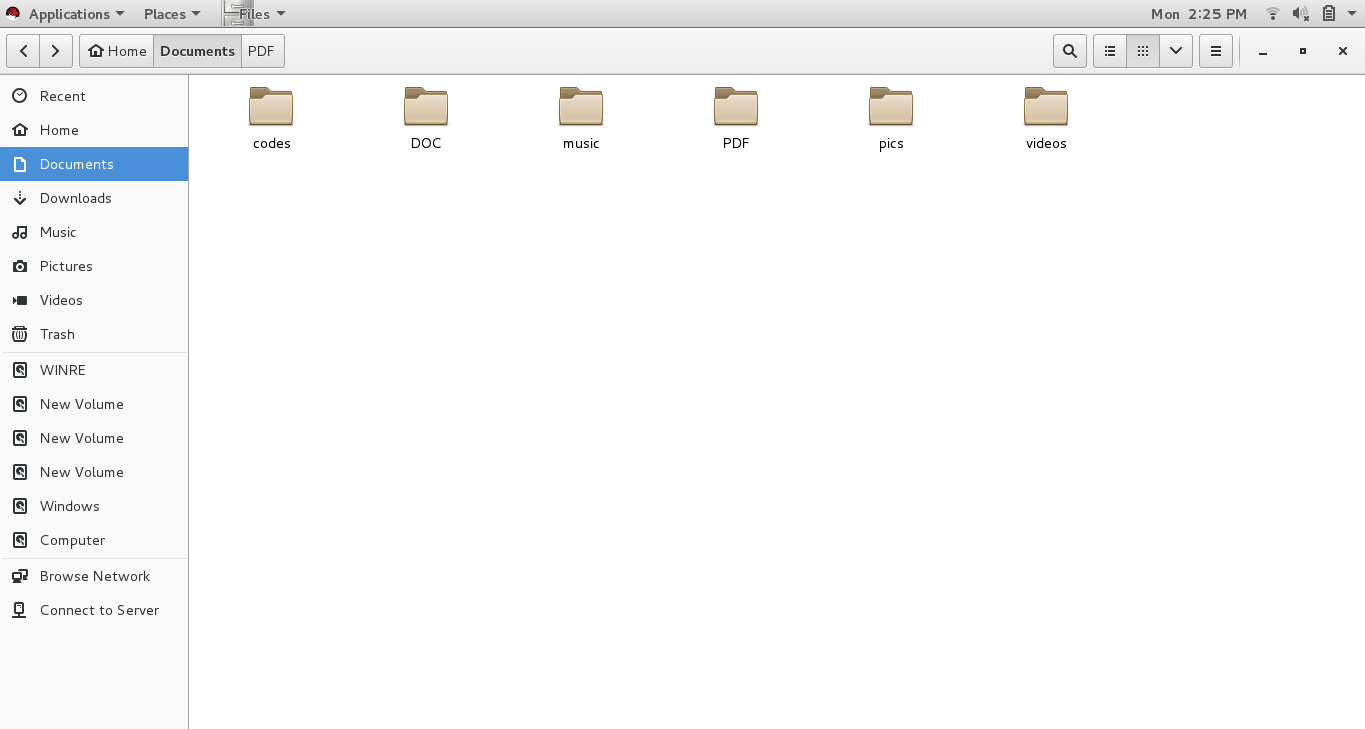 Applications Places Files Mon 2:25 PM
Home Documents PDF
Recent
Home
Documents
Downloads
Music
Pictures
Videos
Trash
WINRE
New Volume
New Volume
New Volume
Windows
Computer
Browse Network
Connect to Server
codes DOC music PDF pics videos